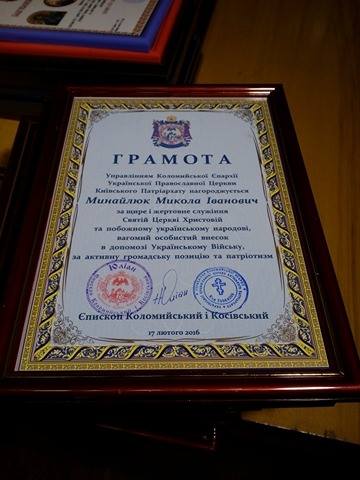 ГРАМОТА
Управлінням Коломийської Єпархії
Української Православної Церкви
Київського Патріархату нагороджується
Минайлюк Микола Іванович
за щире і жертовне служіння
Святій Церкві Христовій
та побожному українському народові,
вагомий особистий внесок
в допомозі Українському Війську,
за активну громадську позицію та патріотизм
Юліан
Єпископ Коломийський і Косівський
17 лютого 2016